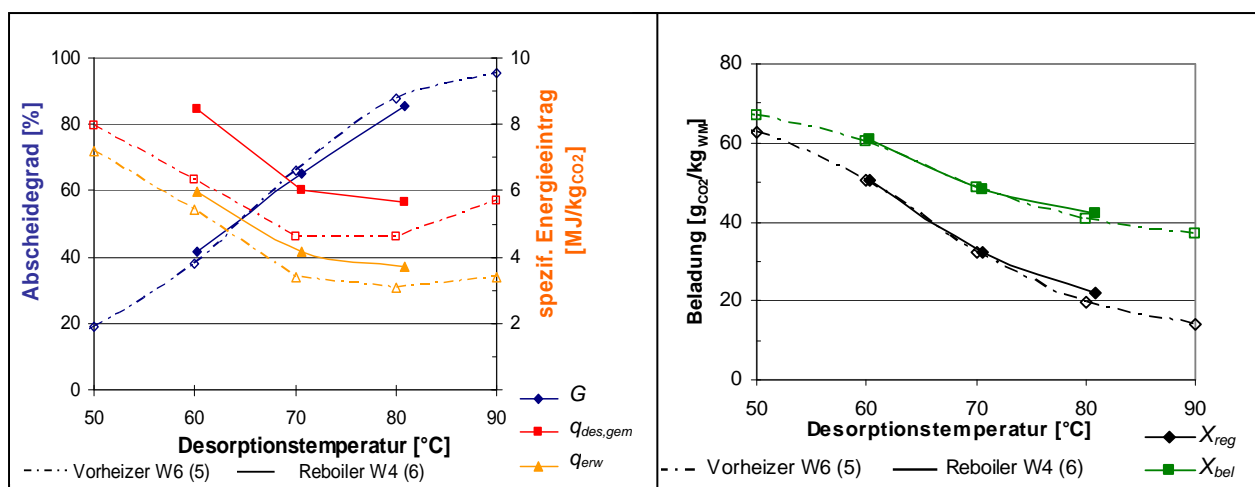 Abscheidegrad [%]
100
80
60
40
20
0
10
8
6
4
2
0
spezif. Energieeintrag
[MJ/kgCO2]
50 60 70 80 90
Desorptionstemperatur [°C]
Vorheizer W6 (5) Reboiler W4 (6)
G
qdes,gem
qerw
Beladung [gCO2/kgWM]
80
60
40
20
0
50 60 70 80 90
Desorptionstemperatur [°C]
Vorheizer W6 (5) Reboiler W4 (6)
Xreg
Xbel